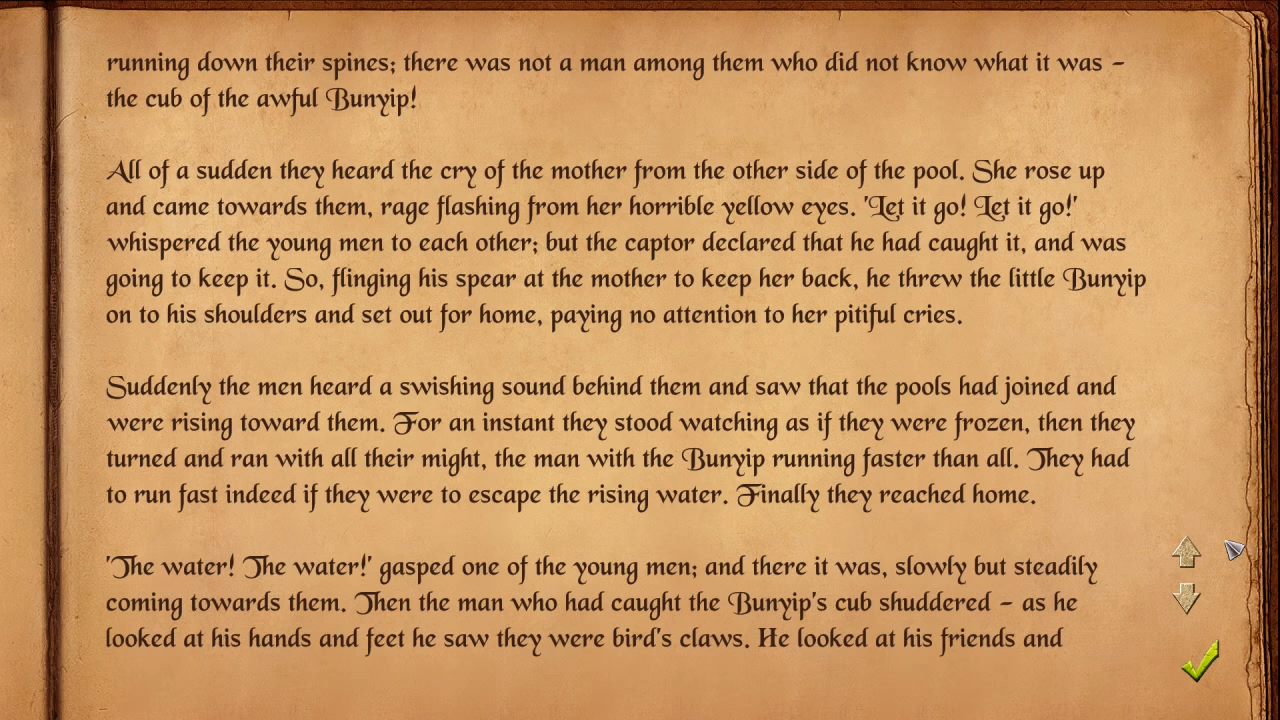 running down their spines; there was not a man among them who did not know what it was –
the cub of the awful Bunyip!
All of a sudden they heard the cry of the mother from the other side of the pool. She rose up
and came towards them, rage flashing from her horrible yellow eyes. 'Let it go! Let it go!'
whispered the young men to each other; but the captor declared that he had caught it, and was
going to keep it. So, flinging his spear at the mother to keep her back, he threw the little Bunyip
on to his shoulders and set out for home, paying no attention to her pitiful cries.
Suddenly the men heard a swishing sound behind them and saw that the pools had joined and
were rising toward them. For an instant they stood watching as if they were frozen, then they
turned and ran with all their might, the man with the Bunyip running faster than all. They had
to run fast indeed if they were to escape the rising water. Finally they reached home.
'The water! The water!' gasped one of the young men; and there it was, slowly but steadily
coming towards them. Then the man who had caught the Bunyip's cub shuddered – as he
looked at his hands and feet he saw they were bird's claws. He looked at his friends and